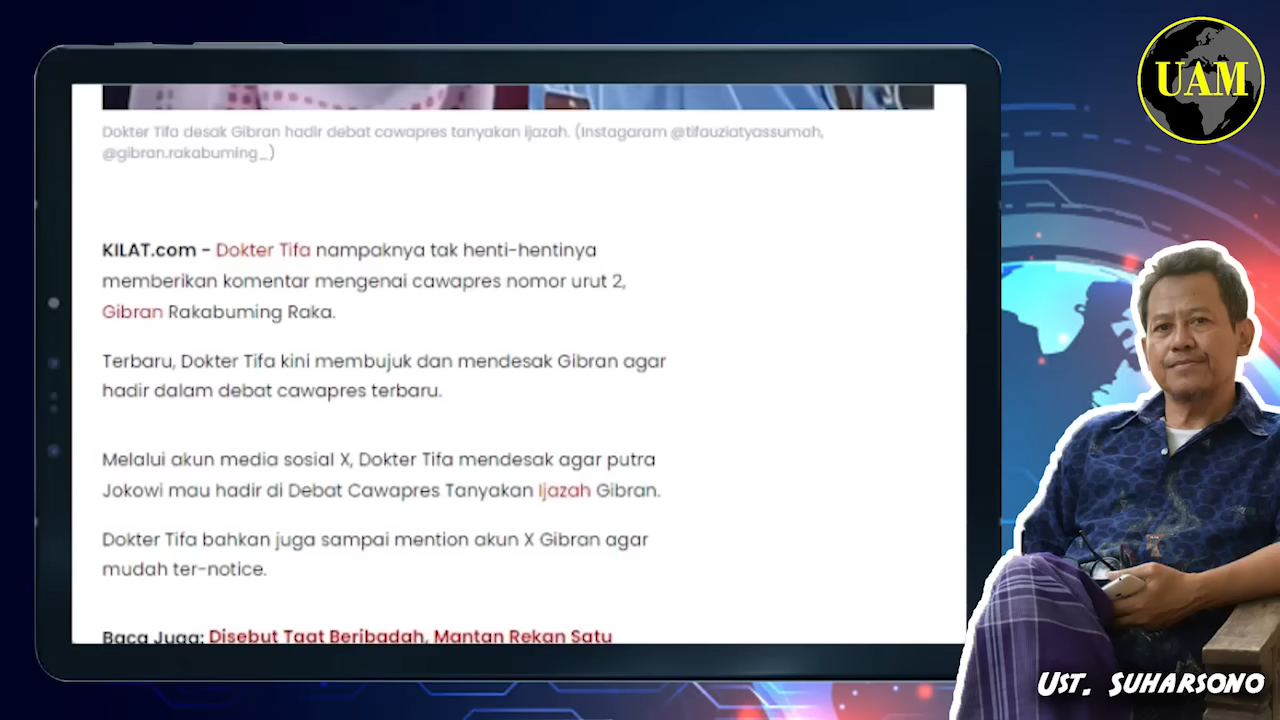 UAM
Dokter Tifa desak Gibran hadir debat cawapres tanyakan ijazah. (Instagaram @tifauziatyassumah,
@gibran.rakabuming_)
KILAT.com - Dokter Tifa nampaknya tak henti-hentinya
memberikan komentar mengenai cawapres nomor urut 2,
Gibran Rakabuming Raka.
Terbaru, Dokter Tifa kini membujuk dan mendesak Gibran agar
hadir dalam debat cawapres terbaru.
Melalui akun media sosial X, Dokter Tifa mendesak agar putra
Jokowi mau hadir di Debat Cawapres Tanyakan Ijazah Gibran.
Dokter Tifa bahkan juga sampai mention akun X Gibran agar
mudah ter-notice.
Baca Juga: Disebut Taat Beribadah, Mantan Rekan Satu
UST. SUHARSONO